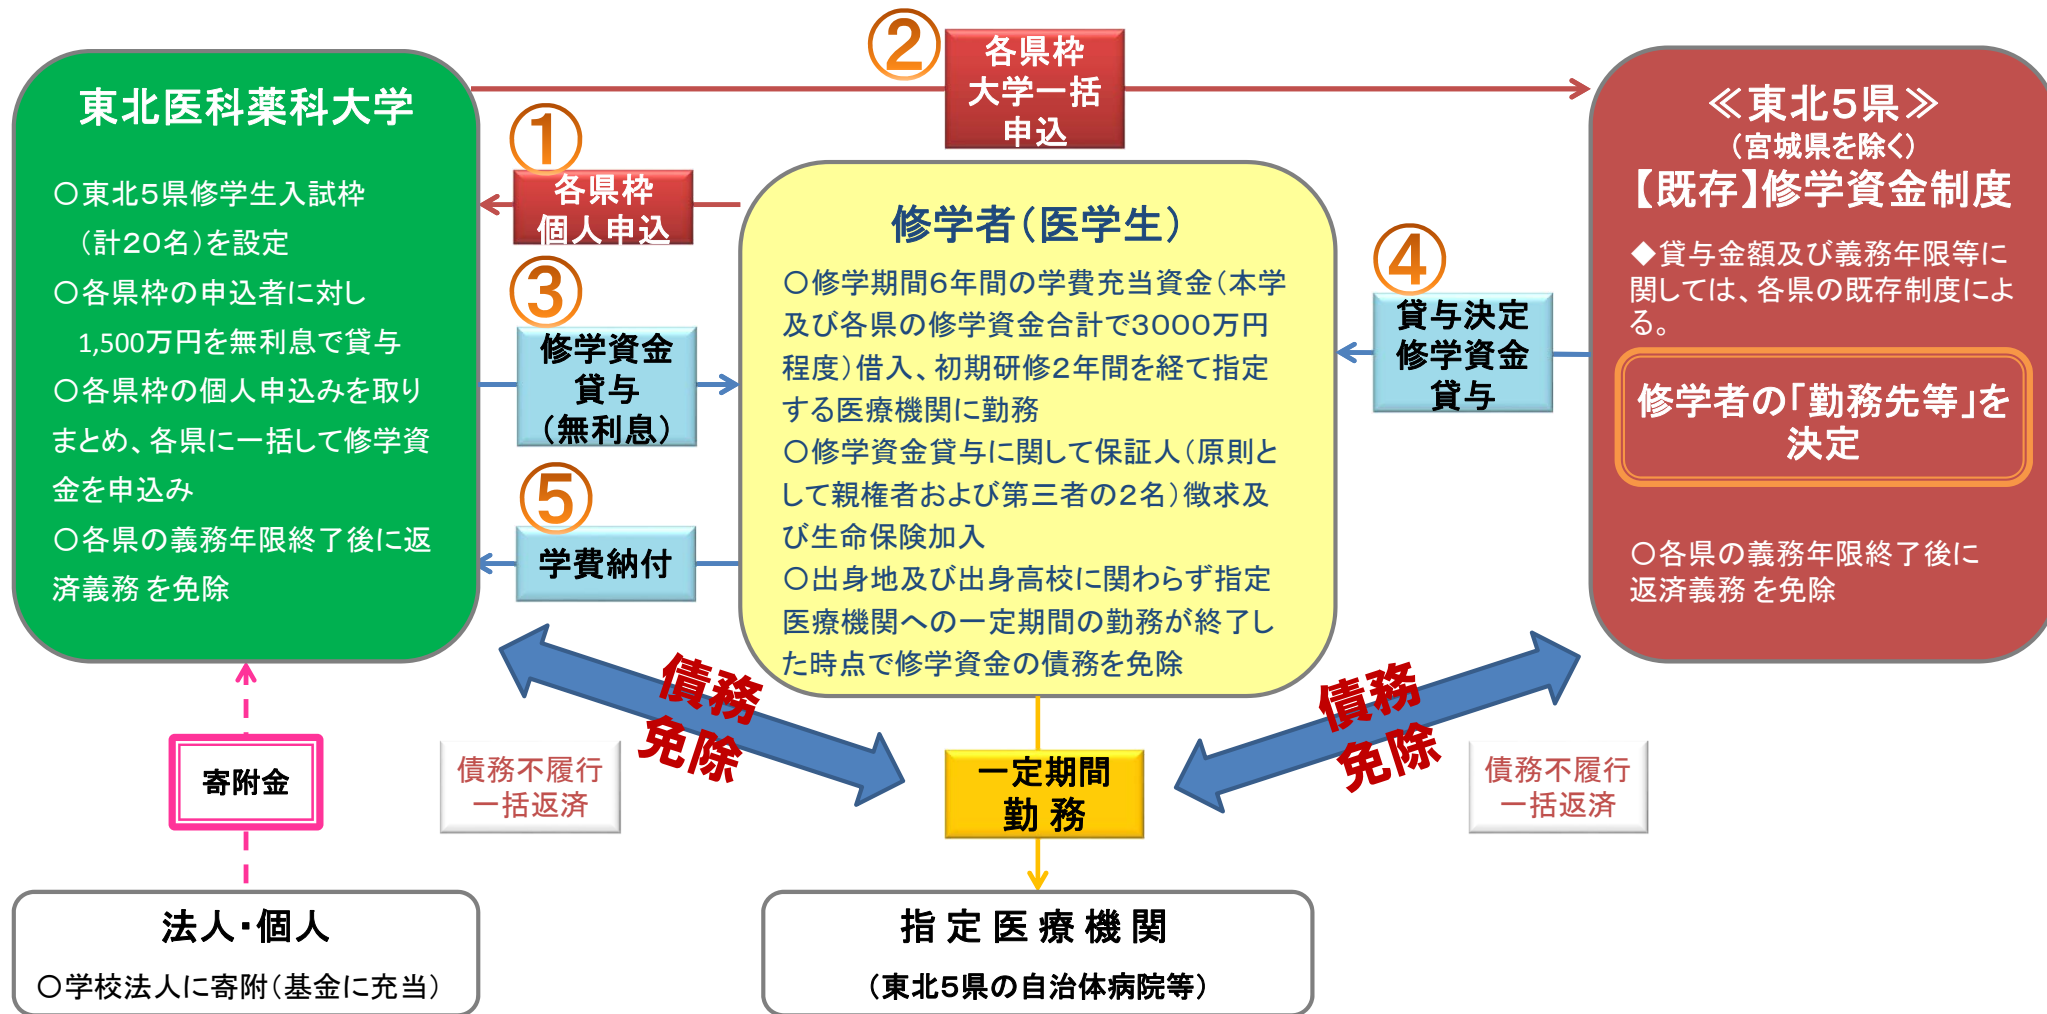 東北医科薬科大学
○東北5県修学生入試枠
（計20名）を設定
○各県枠の申込者に対し
1,500万円を無利息で貸与
○各県枠の個人申込みを取り
まとめ、各県に一括して修学資
金を申込み
○各県の義務年限終了後に返
済義務 を免除
②
各県枠
大学一括
申込
①
各県枠
個人申込
③
修学資金
貸与
（無利息）
⑤
学費納付
修学者（医学生）
○修学期間6年間の学費充当資金（本学
及び各県の修学資金合計で3000万円
程度）借入、初期研修2年間を経て指定
する医療機関に勤務
○修学資金貸与に関して保証人（原則と
して親権者および第三者の2名）徴求及
び生命保険加入
○出身地及び出身高校に関わらず指定
医療機関への一定期間の勤務が終了し
た時点で修学資金の債務を免除
④
貸与決定
修学資金
貸与
≪東北5県≫
（宮城県を除く）
【既存】修学資金制度
◆貸与金額及び義務年限等に
関しては、各県の既存制度によ
る。
修学者の「勤務先等」を
決定
○各県の義務年限終了後に
返済義務 を免除
債務
免除
債務不履行
一括返済
債務
免除
債務不履行
一括返済
寄附金
一定期間
勤 務
法人・個人
○学校法人に寄附（基金に充当）
指 定 医 療 機 関
（東北5県の自治体病院等）